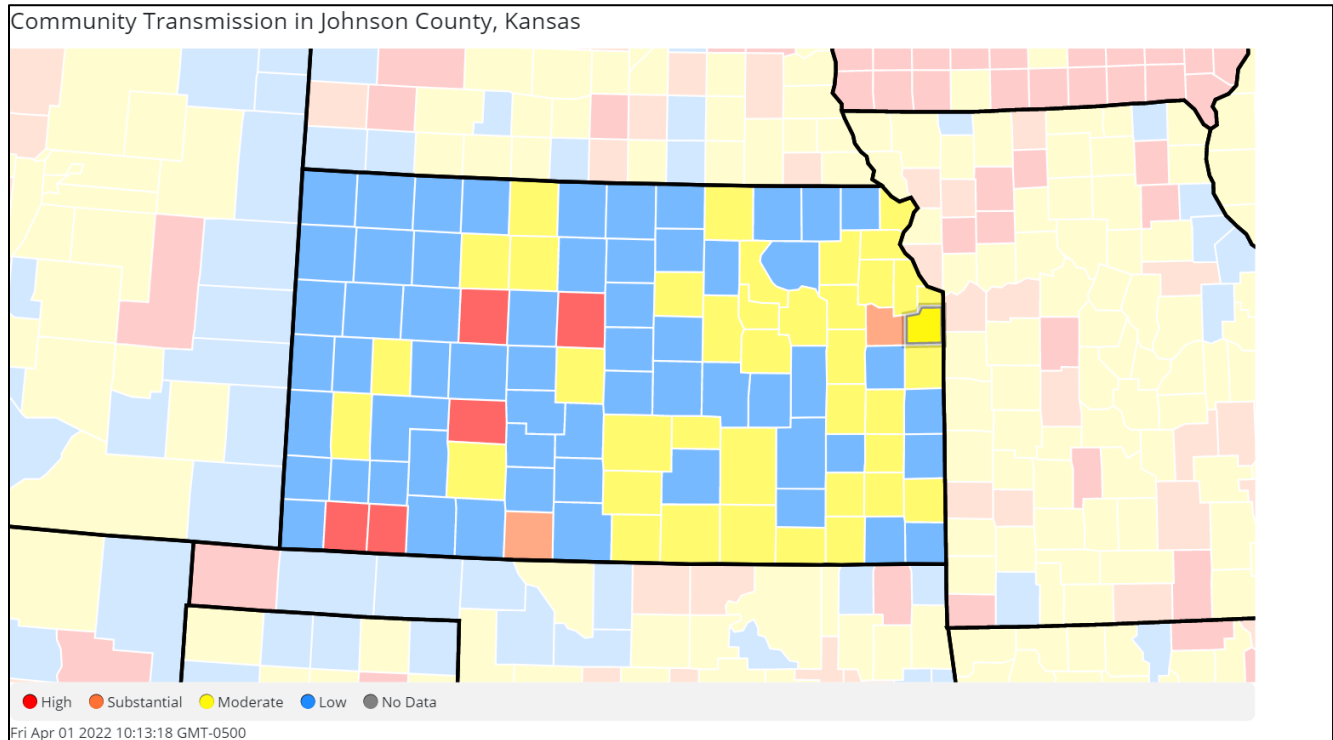 Community Transmission in Johnson County, Kansas
High Substantial Moderate Low No Data
Fri Apr 01 2022 10:13:18 GMT-0500